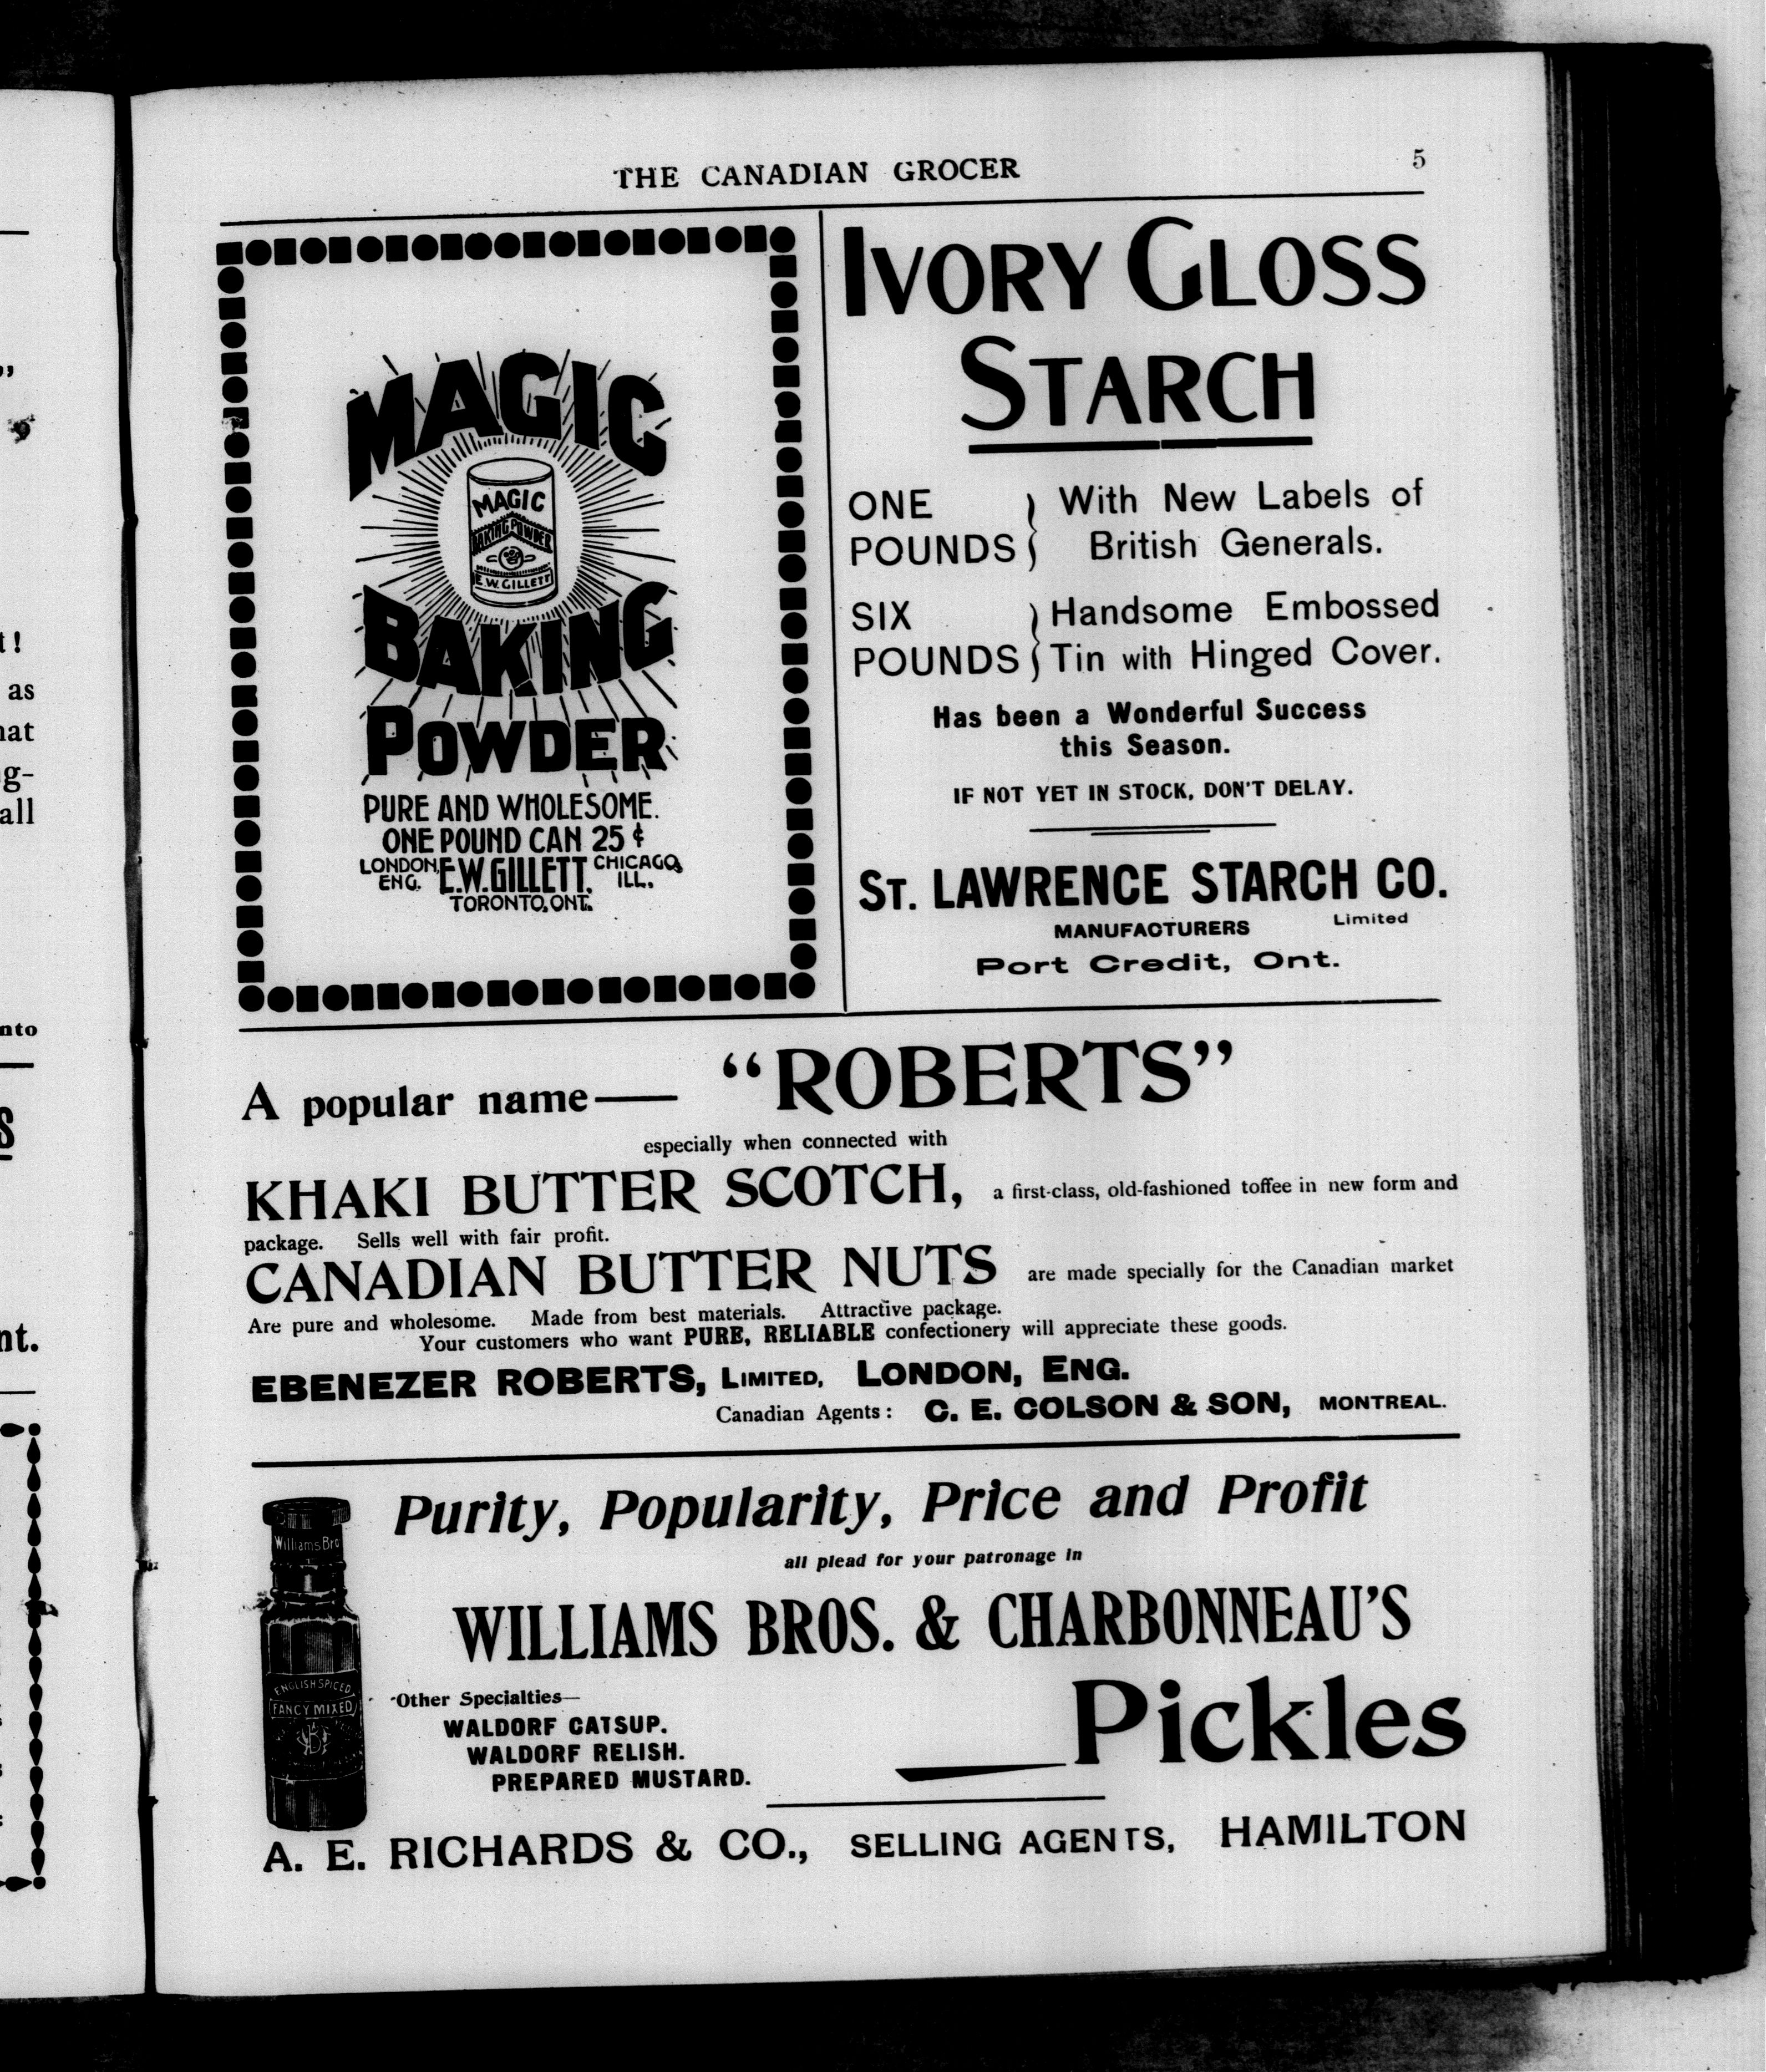 THE CANADIAN GROCER 5
MAGIC
MAGIC
BAKING POWDER
E.W. GILLETT
BAKING
POWDER
PURE AND WHOLESOME.
ONE POUND CAN 25 ¢
LONDON, ENG. E.W. GILLETT. CHICAGO, ILL.
TORONTO, ONT.
IVORY GLOSS
STARCH
ONE POUNDS } With New Labels of
British Generals.
SIX POUNDS } Handsome Embossed
Tin with Hinged Cover.
Has been a Wonderful Success
this Season.
IF NOT YET IN STOCK, DON'T DELAY.
ST. LAWRENCE STARCH CO.
MANUFACTURERS Limited
Port Credit, Ont.
A popular name— "ROBERTS"
especially when connected with
KHAKI BUTTER SCOTCH, a first-class, old-fashioned toffee in new form and
package. Sells well with fair profit.
CANADIAN BUTTER NUTS are made specially for the Canadian market
Are pure and wholesome. Made from best materials. Attractive package.
Your customers who want PURE, RELIABLE confectionery will appreciate these goods.
EBENEZER ROBERTS, LIMITED, LONDON, ENG.
Canadian Agents: C. E. COLSON & SON, MONTREAL.
Purity, Popularity, Price and Profit
all plead for your patronage in
WILLIAMS BROS. & CHARBONNEAU'S
Pickles
Williams Bro
ENGLISH SPICED
FANCY MIXED
Other Specialties—
WALDORF CATSUP.
WALDORF RELISH.
PREPARED MUSTARD.
A. E. RICHARDS & CO., SELLING AGENTS, HAMILTON